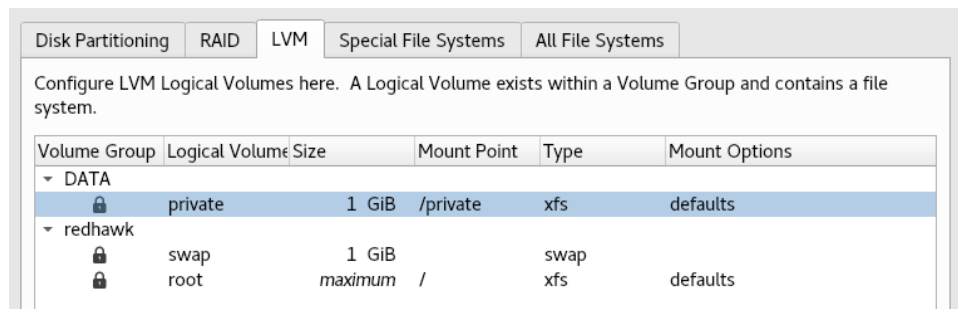 Disk Partitioning RAID LVM Special File Systems All File Systems
Configure LVM Logical Volumes here. A Logical Volume exists within a Volume Group and contains a file
system.
Volume Group Logical Volume Size Mount Point Type Mount Options
DATA
private 1 GiB /private xfs defaults
redhawk
swap 1 GiB swap
root maximum / xfs defaults